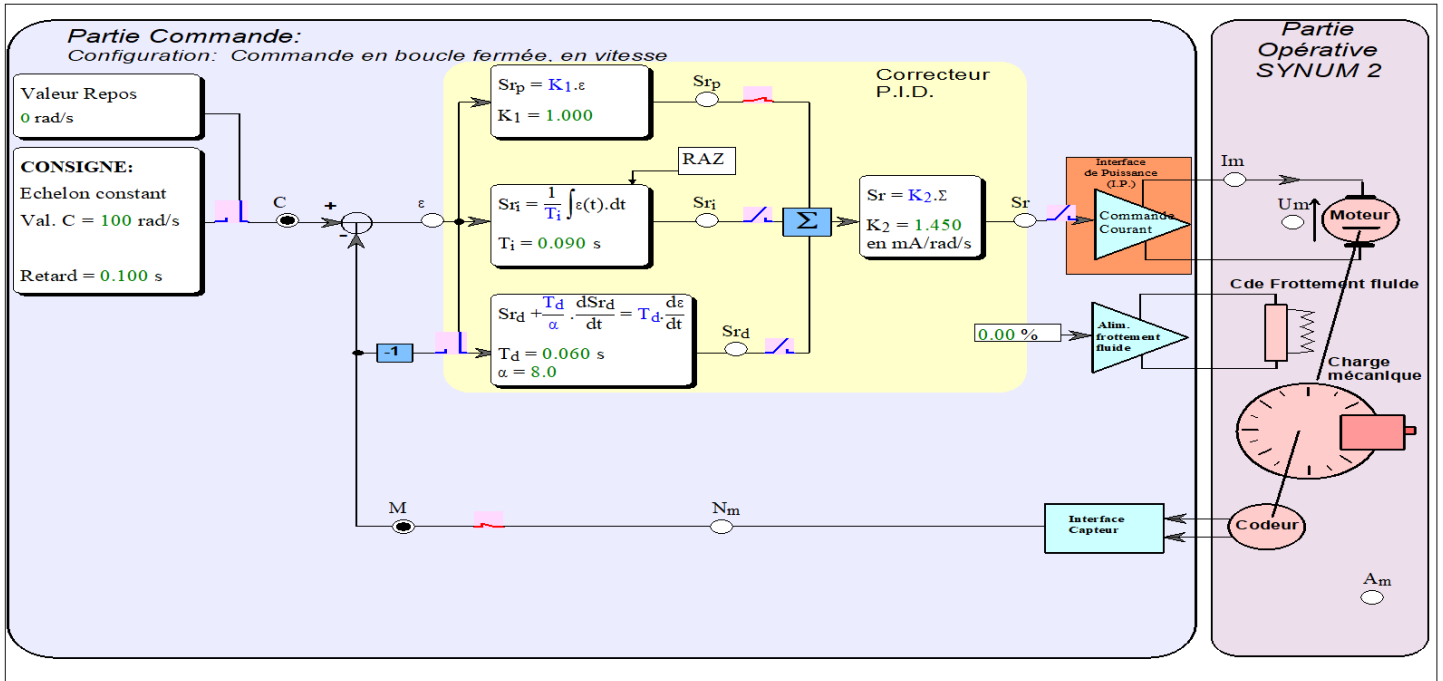 Partie Commande:
Configuration: Commande en boucle fermée, en vitesse
Partie
Opérative
SYNUM 2
Valeur Repos
0 rad/s
CONSIGNE:
Echelon constant
Val. C = 100 rad/s
Retard = 0.100 s
C
+
-
ε
Correcteur
P.I.D.
Srp = K1.ε
K1 = 1.000
Srp
RAZ
Sri = 1/Ti ∫ε(t).dt
Ti = 0.090 s
Sri
Srd + Td/α . dSrd/dt = Td. dε/dt
Td = 0.060 s
α = 8.0
Srd
-1
Σ
Sr = K2.Σ
K2 = 1.450
en mA/rad/s
Sr
Interface
de Puissance
(I.P.)
Commande
Courant
Im
Um
Moteur
Cde Frottement fluide
0.00 %
Alim.
frottement
fluide
Charge
mécanique
M
Nm
Interface
Capteur
Codeur
Am